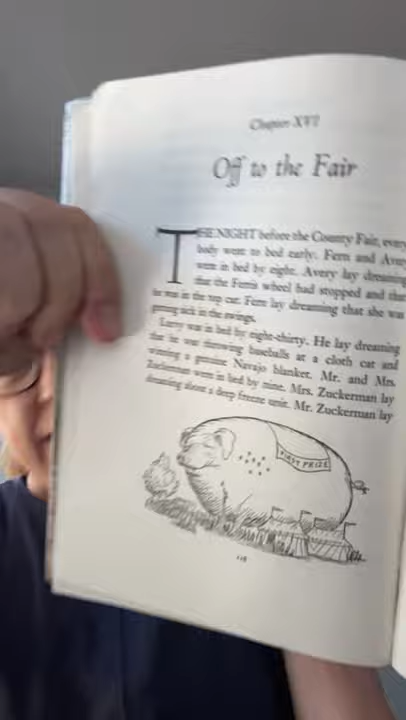 Chapter XVI
Off to the Fair
THE NIGHT before the County Fair, every
body went to bed early. Fern and Avery
were in bed by eight. Avery lay dreaming
that the Ferris wheel had stopped and that
he was in the top car. Fern lay dreaming that she was
getting sick in the swings.
Lurvy was in bed by eight-thirty. He lay dreaming
that he was throwing baseballs at a cloth cat and
winning a genuine Navajo blanket. Mr. and Mrs.
Zuckerman were in bed by nine. Mrs. Zuckerman lay
dreaming about a deep freeze unit. Mr. Zuckerman lay
FIRST PRIZE